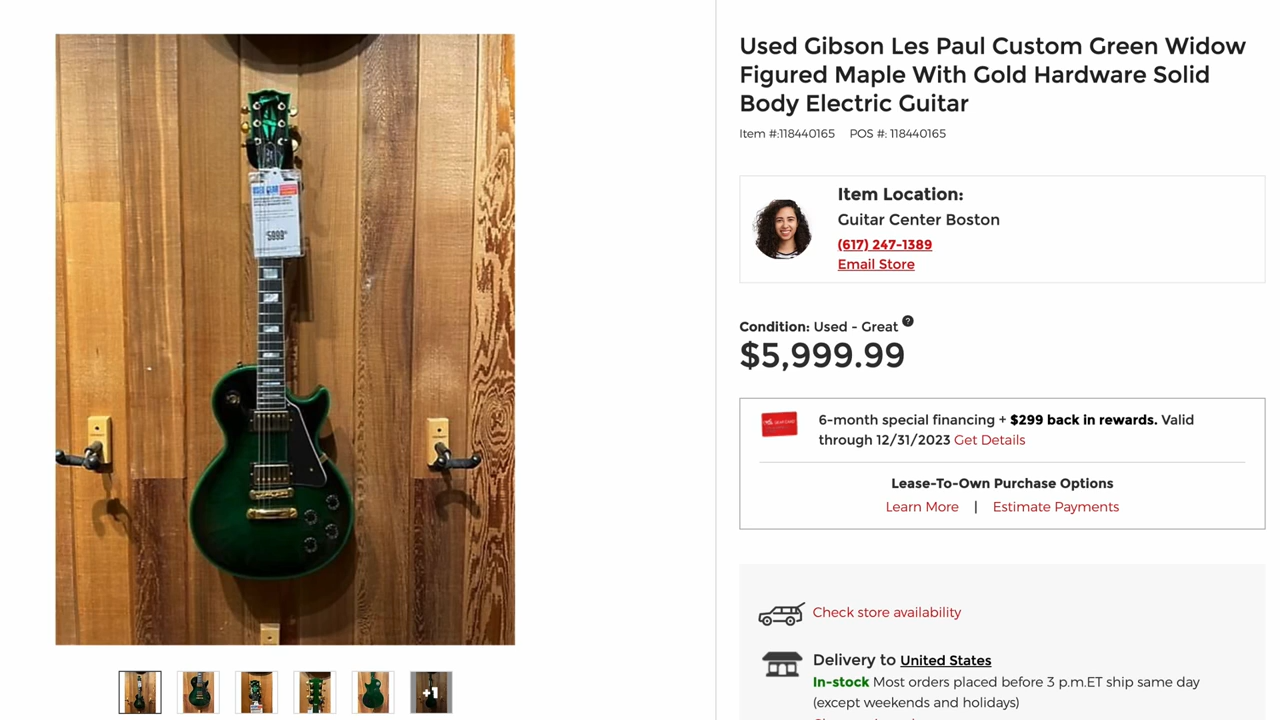 Used Gibson Les Paul Custom Green Widow
Figured Maple With Gold Hardware Solid
Body Electric Guitar
Item #:118440165 POS #: 118440165
Item Location:
Guitar Center Boston
(617) 247-1389
Email Store
Condition: Used - Great ?
$5,999.99
6-month special financing + $299 back in rewards. Valid
through 12/31/2023 Get Details
Lease-To-Own Purchase Options
Learn More | Estimate Payments
Check store availability
Delivery to United States
In-stock Most orders placed before 3 p.m.ET ship same day
(except weekends and holidays)
USED GEAR
5999
+1